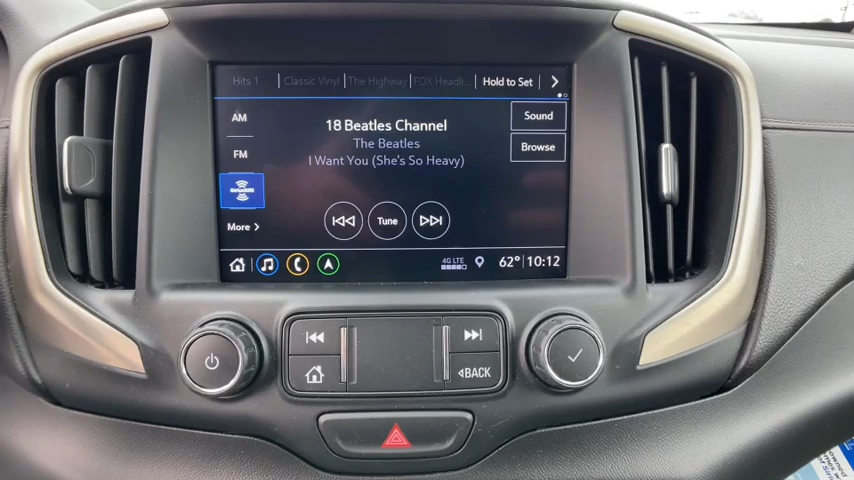 Hits 1
Classic Vinyl
The Highway
FOX Headli...
Hold to Set
AM
18 Beatles Channel
Sound
The Beatles
FM
I Want You (She's So Heavy)
Browse
SiriusXM
More
Tune
4G LTE
62° 10:12
BACK